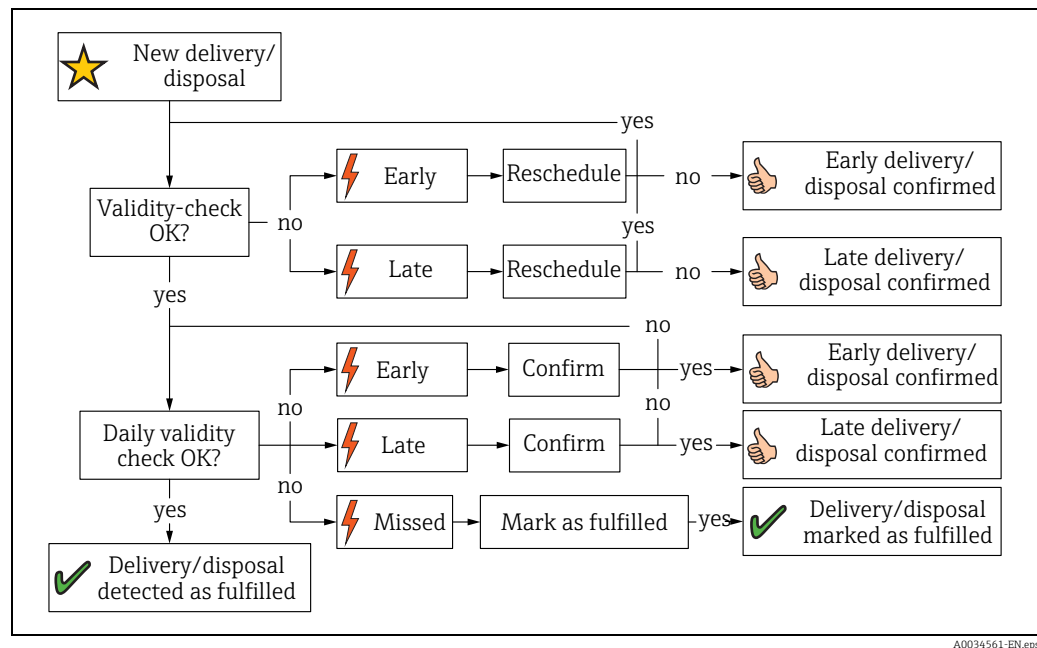 New delivery/
disposal
yes
Early
Reschedule
no
Early delivery/
disposal confirmed
Validity-check
OK?
no
yes
Late
Reschedule
no
Late delivery/
disposal confirmed
yes
no
Early
Confirm
yes
Early delivery/
disposal confirmed
no
no
Daily validity
check OK?
Late
Confirm
yes
Late delivery/
disposal confirmed
no
yes
Missed
Mark as fulfilled
yes
Delivery/disposal
marked as fulfilled
Delivery/disposal
detected as fulfilled
A0034561-EN.eps